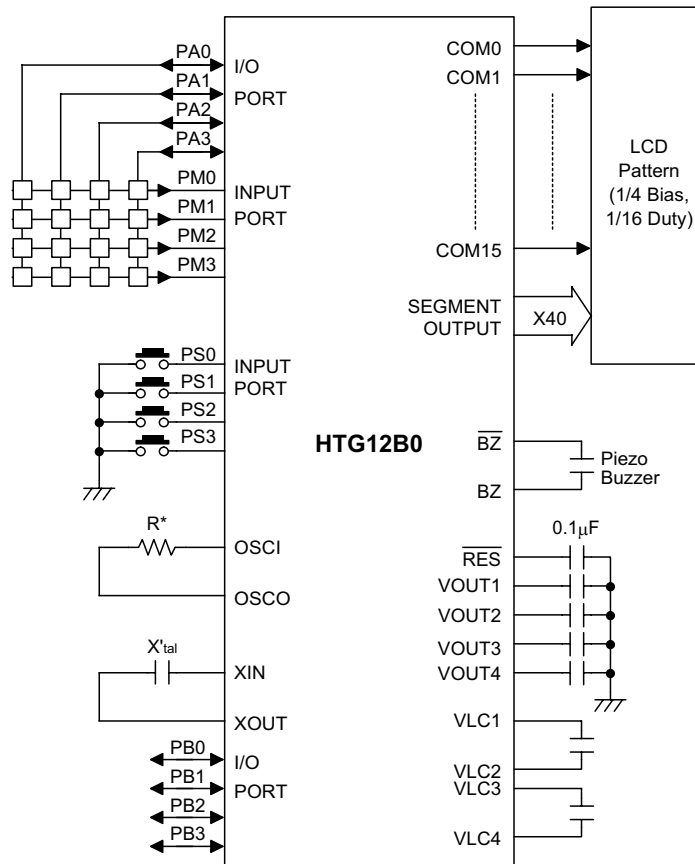 PA0
I/O
PA1
PORT
PA2
PA3
PM0
INPUT
PM1
PORT
PM2
PM3
PS0
INPUT
PS1
PORT
PS2
PS3
R*
OSCI
OSCO
X'tal
XIN
XOUT
PB0
I/O
PB1
PORT
PB2
PB3
HTG12B0
COM0
COM1
COM15
SEGMENT
OUTPUT
X40
LCD
Pattern
(1/4 Bias,
1/16 Duty)
B̅Z̅
BZ
Piezo
Buzzer
0.1μF
R̅E̅S̅
VOUT1
VOUT2
VOUT3
VOUT4
VLC1
VLC2
VLC3
VLC4